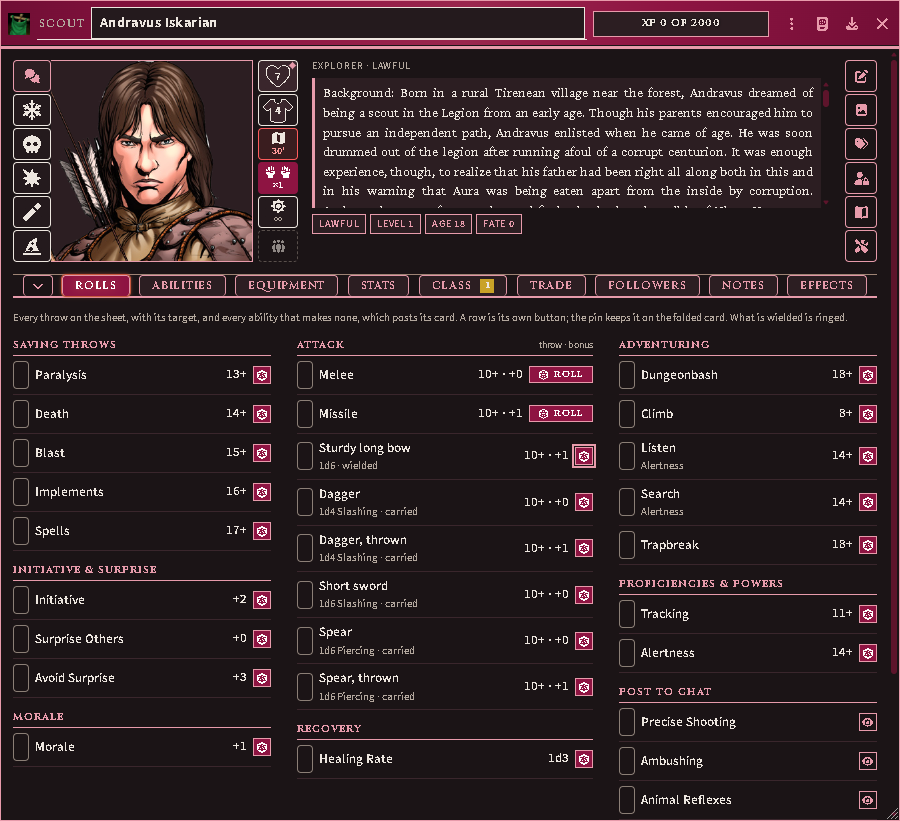 SCOUT
Andravus Iskarian
XP 0 OF 2000
7
4
30'
×1
∞
EXPLORER · LAWFUL
Background: Born in a rural Tirenean village near the forest, Andravus dreamed of
being a scout in the Legion from an early age. Though his parents encouraged him to
pursue an independent path, Andravus enlisted when he came of age. He was soon
drummed out of the legion after running afoul of a corrupt centurion. It was enough
experience, though, to realize that his father had been right all along both in this and
in his warning that Aura was being eaten apart from the inside by corruption.
LAWFUL
LEVEL 1
AGE 18
FATE 0
ROLLS
ABILITIES
EQUIPMENT
STATS
CLASS 1
TRADE
FOLLOWERS
NOTES
EFFECTS
Every throw on the sheet, with its target, and every ability that makes none, which posts its card. A row is its own button; the pin keeps it on the folded card. What is wielded is ringed.
SAVING THROWS
Paralysis 13+
Death 14+
Blast 15+
Implements 16+
Spells 17+
INITIATIVE & SURPRISE
Initiative +2
Surprise Others +0
Avoid Surprise +3
MORALE
Morale +1
ATTACK throw · bonus
Melee 10+ · +0 ROLL
Missile 10+ · +1 ROLL
Sturdy long bow 10+ · +1
1d6 · wielded
Dagger 10+ · +0
1d4 Slashing · carried
Dagger, thrown 10+ · +1
1d4 Slashing · carried
Short sword 10+ · +0
1d6 Slashing · carried
Spear 10+ · +0
1d6 Piercing · carried
Spear, thrown 10+ · +1
1d6 Piercing · carried
RECOVERY
Healing Rate 1d3
ADVENTURING
Dungeonbash 18+
Climb 8+
Listen 14+
Alertness
Search 14+
Alertness
Trapbreak 18+
PROFICIENCIES & POWERS
Tracking 11+
Alertness 14+
POST TO CHAT
Precise Shooting
Ambushing
Animal Reflexes